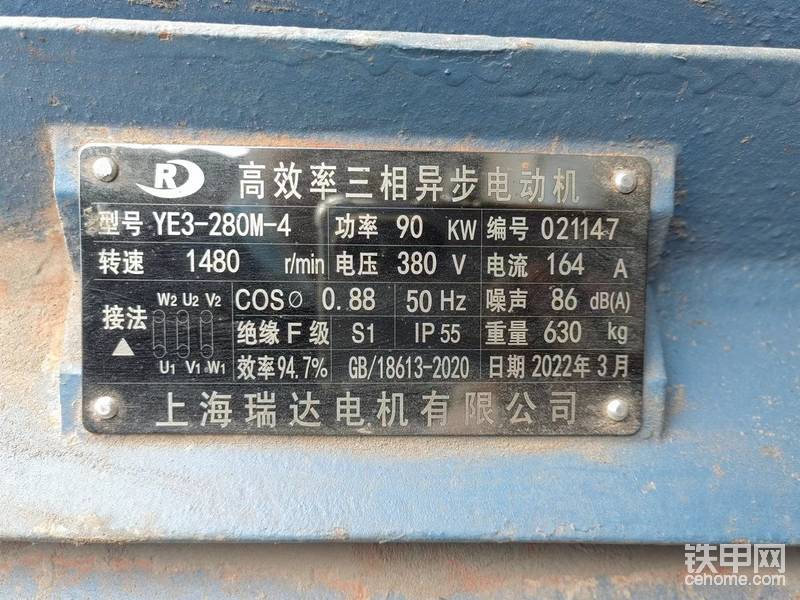 R 高效率三相异步电动机
型号 YE3-280M-4 功率 90 KW 编号 021147
转速 1480 r/min 电压 380 V 电流 164 A
接法 W2 U2 V2 COSØ 0.88 50 Hz 噪声 86 dB(A)
△ 绝缘 F 级 S1 IP 55 重量 630 kg
U1 V1 W1 效率 94.7% GB/18613-2020 日期 2022年 3月
上海瑞达电机有限公司
铁甲网
cehome.com